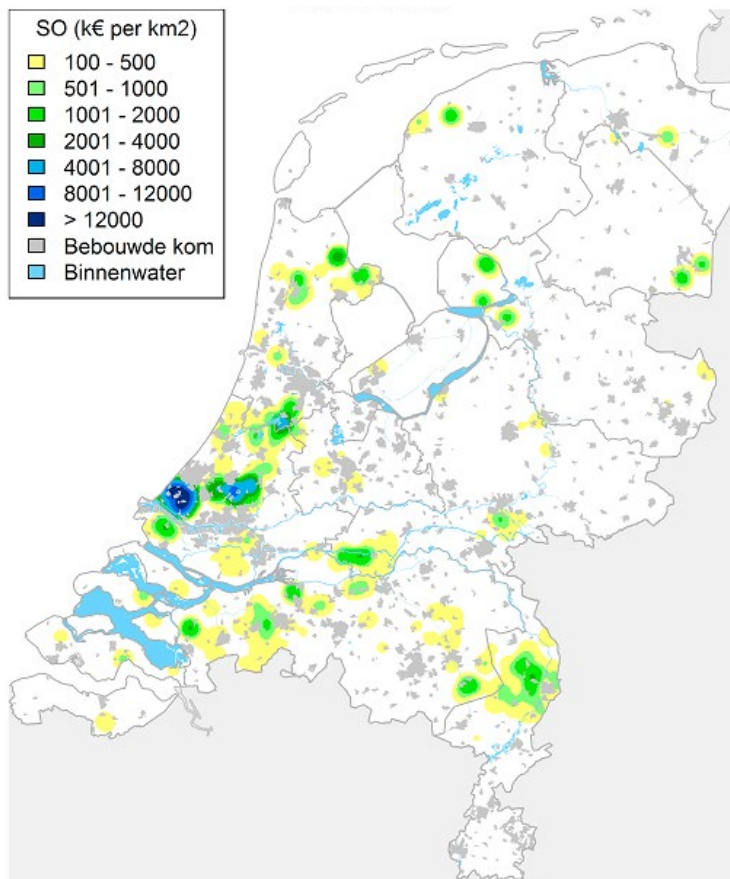 SO (k€ per km2)
100 - 500
501 - 1000
1001 - 2000
2001 - 4000
4001 - 8000
8001 - 12000
> 12000
Bebouwde kom
Binnenwater